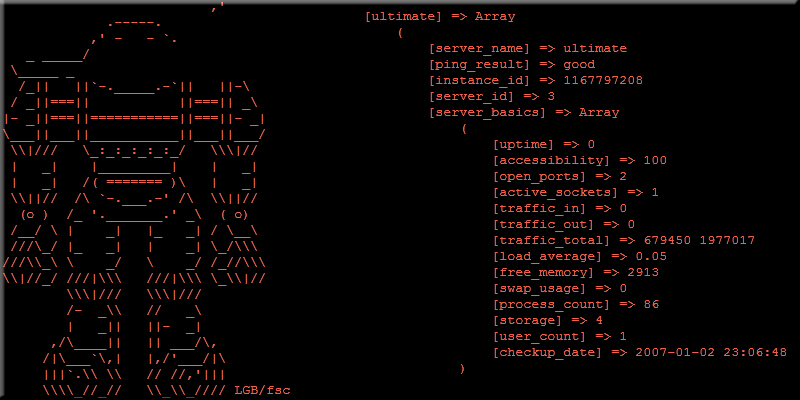 [ultimate] => Array
(
[server_name] => ultimate
[ping_result] => good
[instance_id] => 1167797208
[server_id] => 3
[server_basics] => Array
(
[uptime] => 0
[accessibility] => 100
[open_ports] => 2
[active_sockets] => 1
[traffic_in] => 0
[traffic_out] => 0
[traffic_total] => 679450 1977017
[load_average] => 0.05
[free_memory] => 2913
[swap_usage] => 0
[process_count] => 86
[storage] => 4
[user_count] => 1
[checkup_date] => 2007-01-02 23:06:48
)
LGB/fsc